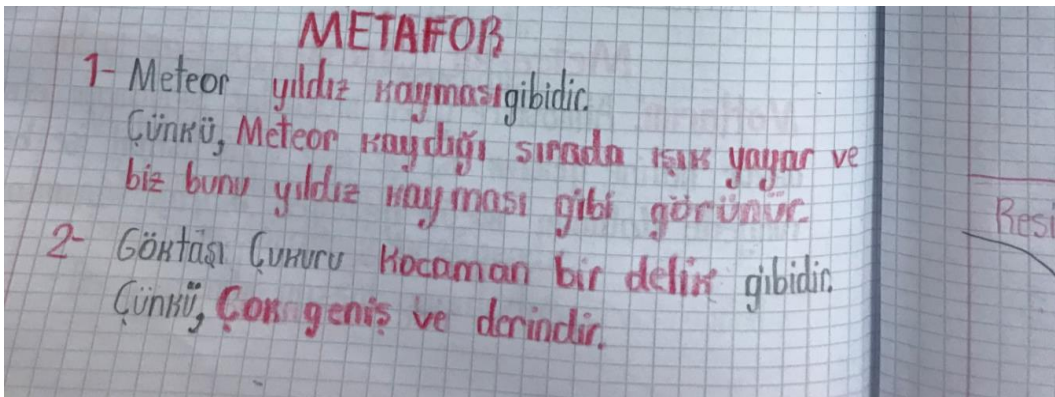 METAFOR
1- Meteor yıldız kayması gibidir.
Çünkü, Meteor kaydığı sırada ışık yayar ve
biz bunu yıldız kayması gibi görünür.
2- Göktaşı Çukuru Kocaman bir delik gibidir.
Çünkü, Çok geniş ve derindir.
Resi